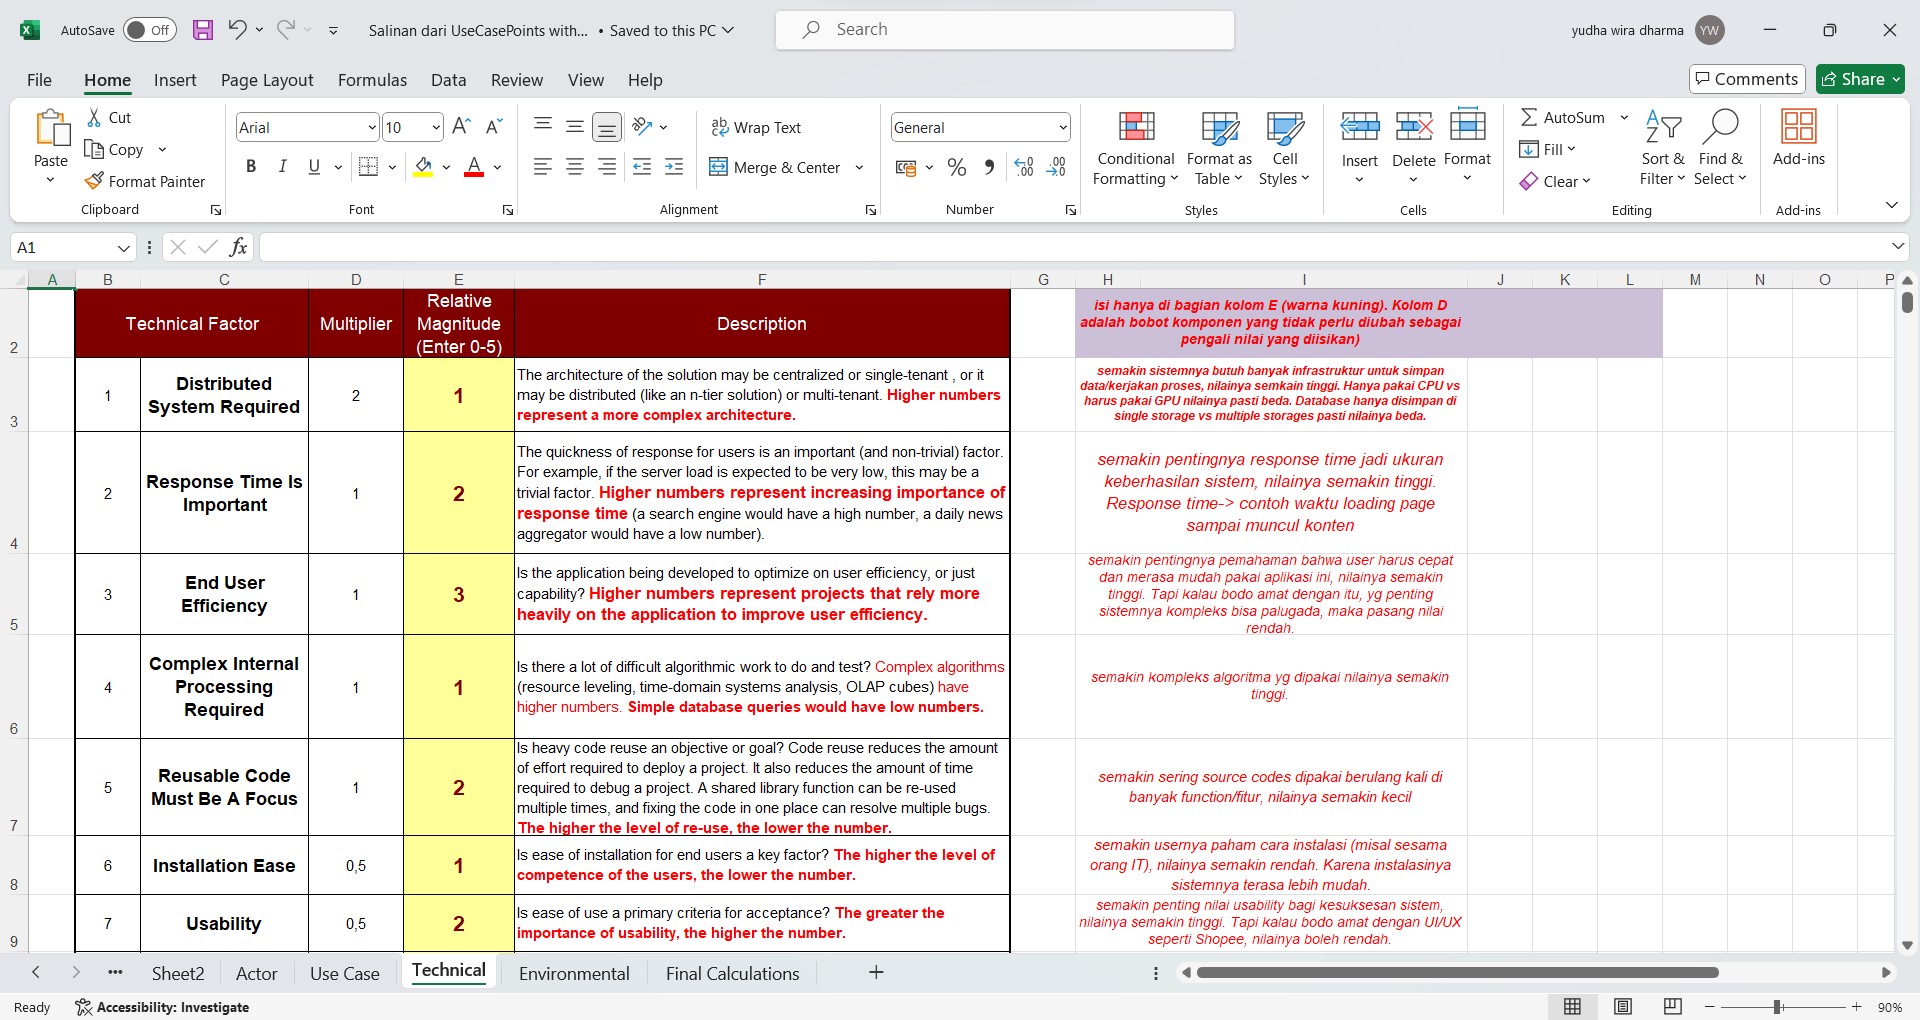 AutoSave Off Salinan dari UseCasePoints with... • Saved to this PC Search yudha wira dharma YW
File Home Insert Page Layout Formulas Data Review View Help Comments Share
Paste Cut Copy Format Painter Clipboard
Arial 10 A A B I U A Font
ab Wrap Text Merge & Center Alignment
General % 9 .00 .00 Number
Conditional Formatting Format as Table Cell Styles Styles
Insert Delete Format Cells
AutoSum Fill Clear Sort & Filter Find & Select Editing
Add-ins Add-ins
A1 fx
A B C D E F G H I J K L M N O P
2
Technical Factor
Multiplier
Relative
Magnitude
(Enter 0-5)
Description
isi hanya di bagian kolom E (warna kuning). Kolom D
adalah bobot komponen yang tidak perlu diubah sebagai
pengali nilai yang diisikan)
3
1
Distributed
System Required
2
1
The architecture of the solution may be centralized or single-tenant , or it
may be distributed (like an n-tier solution) or multi-tenant. Higher numbers
represent a more complex architecture.
semakin sistemnya butuh banyak infrastruktur untuk simpan
data/kerjakan proses, nilainya semkain tinggi. Hanya pakai CPU vs
harus pakai GPU nilainya pasti beda. Database hanya disimpan di
single storage vs multiple storages pasti nilainya beda.
4
2
Response Time Is
Important
1
2
The quickness of response for users is an important (and non-trivial) factor.
For example, if the server load is expected to be very low, this may be a
trivial factor. Higher numbers represent increasing importance of
response time (a search engine would have a high number, a daily news
aggregator would have a low number).
semakin pentingnya response time jadi ukuran
keberhasilan sistem, nilainya semakin tinggi.
Response time-> contoh waktu loading page
sampai muncul konten
5
3
End User
Efficiency
1
3
Is the application being developed to optimize on user efficiency, or just
capability? Higher numbers represent projects that rely more
heavily on the application to improve user efficiency.
semakin pentingnya pemahaman bahwa user harus cepat
dan merasa mudah pakai aplikasi ini, nilainya semakin
tinggi. Tapi kalau bodo amat dengan itu, yg penting
sistemnya kompleks bisa palugada, maka pasang nilai
rendah.
6
4
Complex Internal
Processing
Required
1
1
Is there a lot of difficult algorithmic work to do and test? Complex algorithms
(resource leveling, time-domain systems analysis, OLAP cubes) have
higher numbers. Simple database queries would have low numbers.
semakin kompleks algoritma yg dipakai nilainya semakin
tinggi.
7
5
Reusable Code
Must Be A Focus
1
2
Is heavy code reuse an objective or goal? Code reuse reduces the amount
of effort required to deploy a project. It also reduces the amount of time
required to debug a project. A shared library function can be re-used
multiple times, and fixing the code in one place can resolve multiple bugs.
The higher the level of re-use, the lower the number.
semakin sering source codes dipakai berulang kali di
banyak function/fitur, nilainya semakin kecil
8
6
Installation Ease
0,5
1
Is ease of installation for end users a key factor? The higher the level of
competence of the users, the lower the number.
semakin usernya paham cara instalasi (misal sesama
orang IT), nilainya semakin rendah. Karena instalasinya
sistemnya terasa lebih mudah.
9
7
Usability
0,5
2
Is ease of use a primary criteria for acceptance? The greater the
importance of usability, the higher the number.
semakin penting nilai usability bagi kesuksesan sistem,
nilainya semakin tinggi. Tapi kalau bodo amat dengan UI/UX
seperti Shopee, nilainya boleh rendah.
... Sheet2 Actor Use Case Technical Environmental Final Calculations +
Ready Accessibility: Investigate 90%